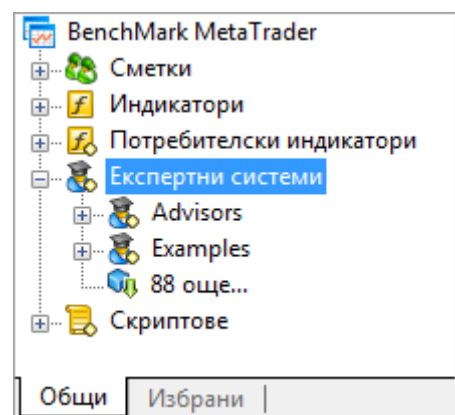 BenchMark MetaTrader
Сметки
Индикатори
Потребителски индикатори
Експертни системи
Advisors
Examples
88 още...
Скриптове
Общи Избрани